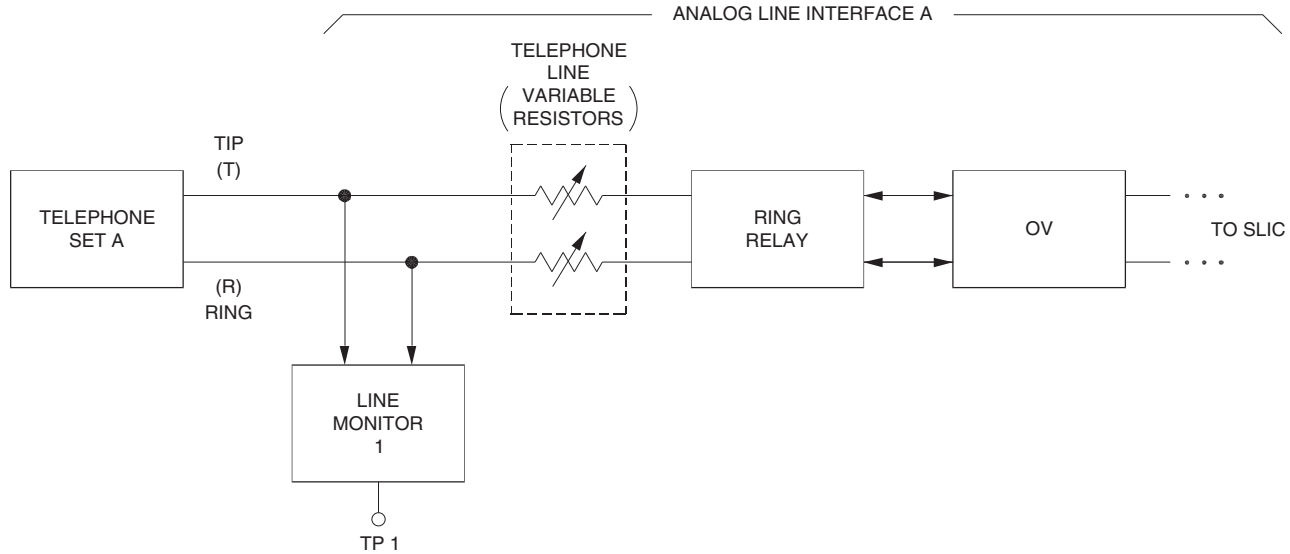 ANALOG LINE INTERFACE A
TELEPHONE
LINE
VARIABLE
RESISTORS
TIP
(T)
TELEPHONE
SET A
RING
RELAY
OV
TO SLIC
(R)
RING
LINE
MONITOR
1
TP 1